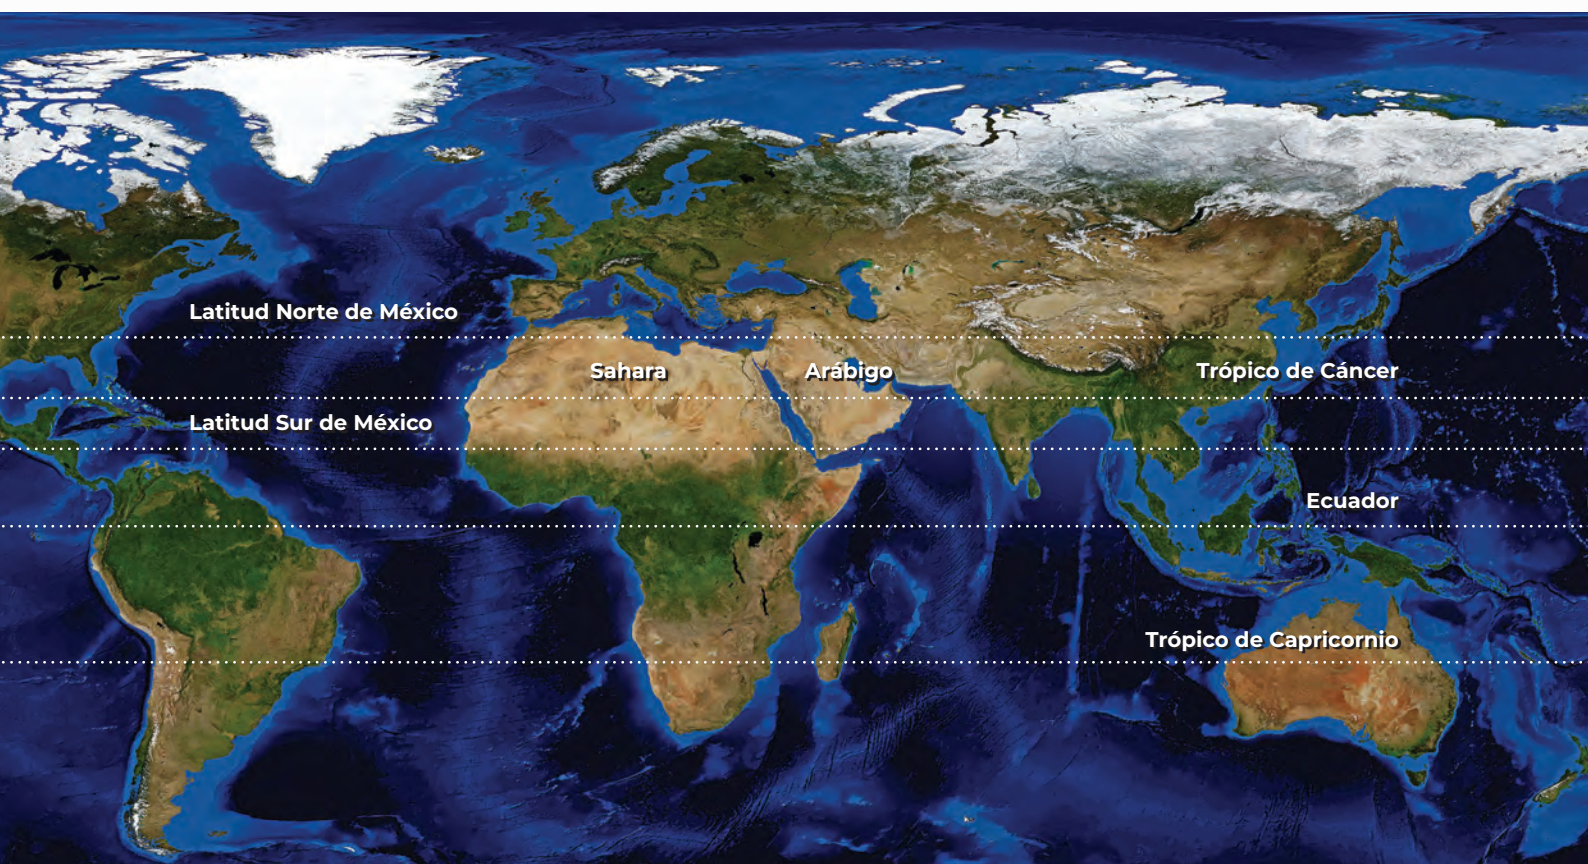 Latitud Norte de México
Sahara
Arábigo
Trópico de Cáncer
Latitud Sur de México
Ecuador
Trópico de Capricornio